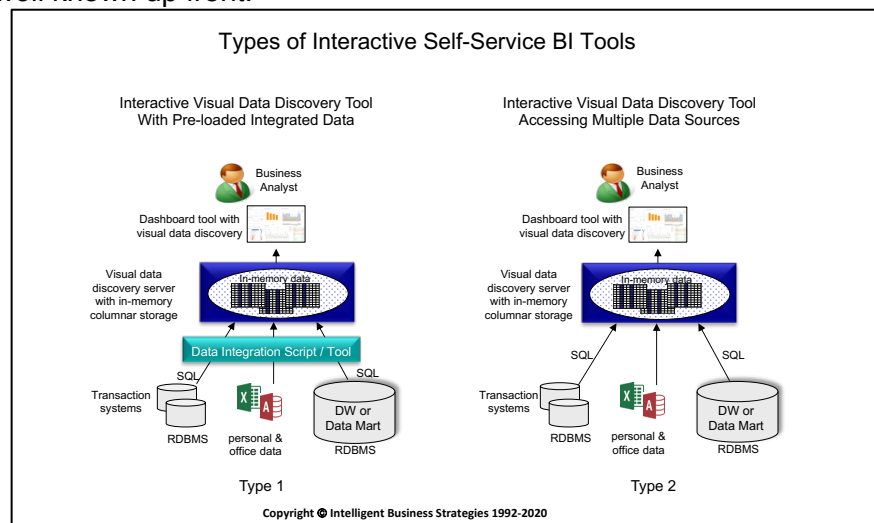 well known up front.
Types of Interactive Self-Service BI Tools
Interactive Visual Data Discovery Tool
With Pre-loaded Integrated Data
Business
Analyst
Dashboard tool with
visual data discovery
Visual data
discovery server
with in-memory
columnar storage
In-memory data
Data Integration Script / Tool
SQL
SQL
Transaction
systems
RDBMS
X
A
personal &
office data
DW or
Data Mart
RDBMS
Type 1
Interactive Visual Data Discovery Tool
Accessing Multiple Data Sources
Business
Analyst
Dashboard tool with
visual data discovery
Visual data
discovery server
with in-memory
columnar storage
In-memory data
SQL
SQL
Transaction
systems
RDBMS
X
A
personal &
office data
DW or
Data Mart
RDBMS
Type 2
Copyright © Intelligent Business Strategies 1992-2020